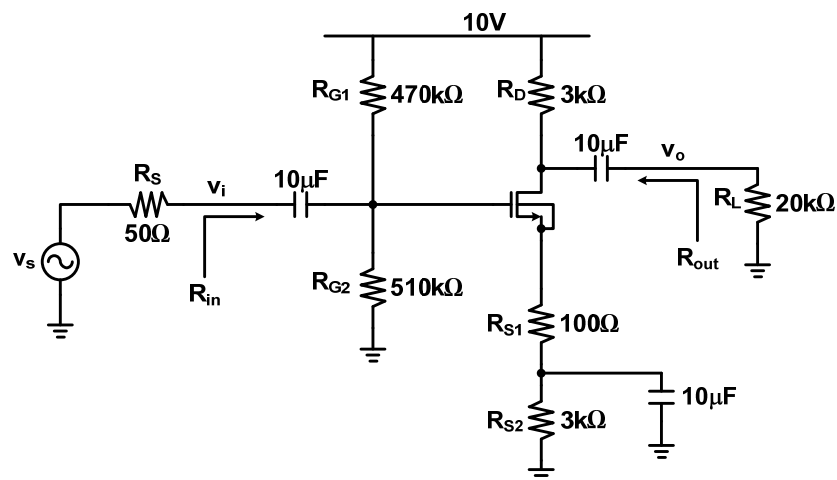 10V
RG1
470kΩ
RD
3kΩ
10μF
vo
RS
vi
10μF
50Ω
RL
20kΩ
vs
Rin
RG2
510kΩ
Rout
RS1
100Ω
10μF
RS2
3kΩ